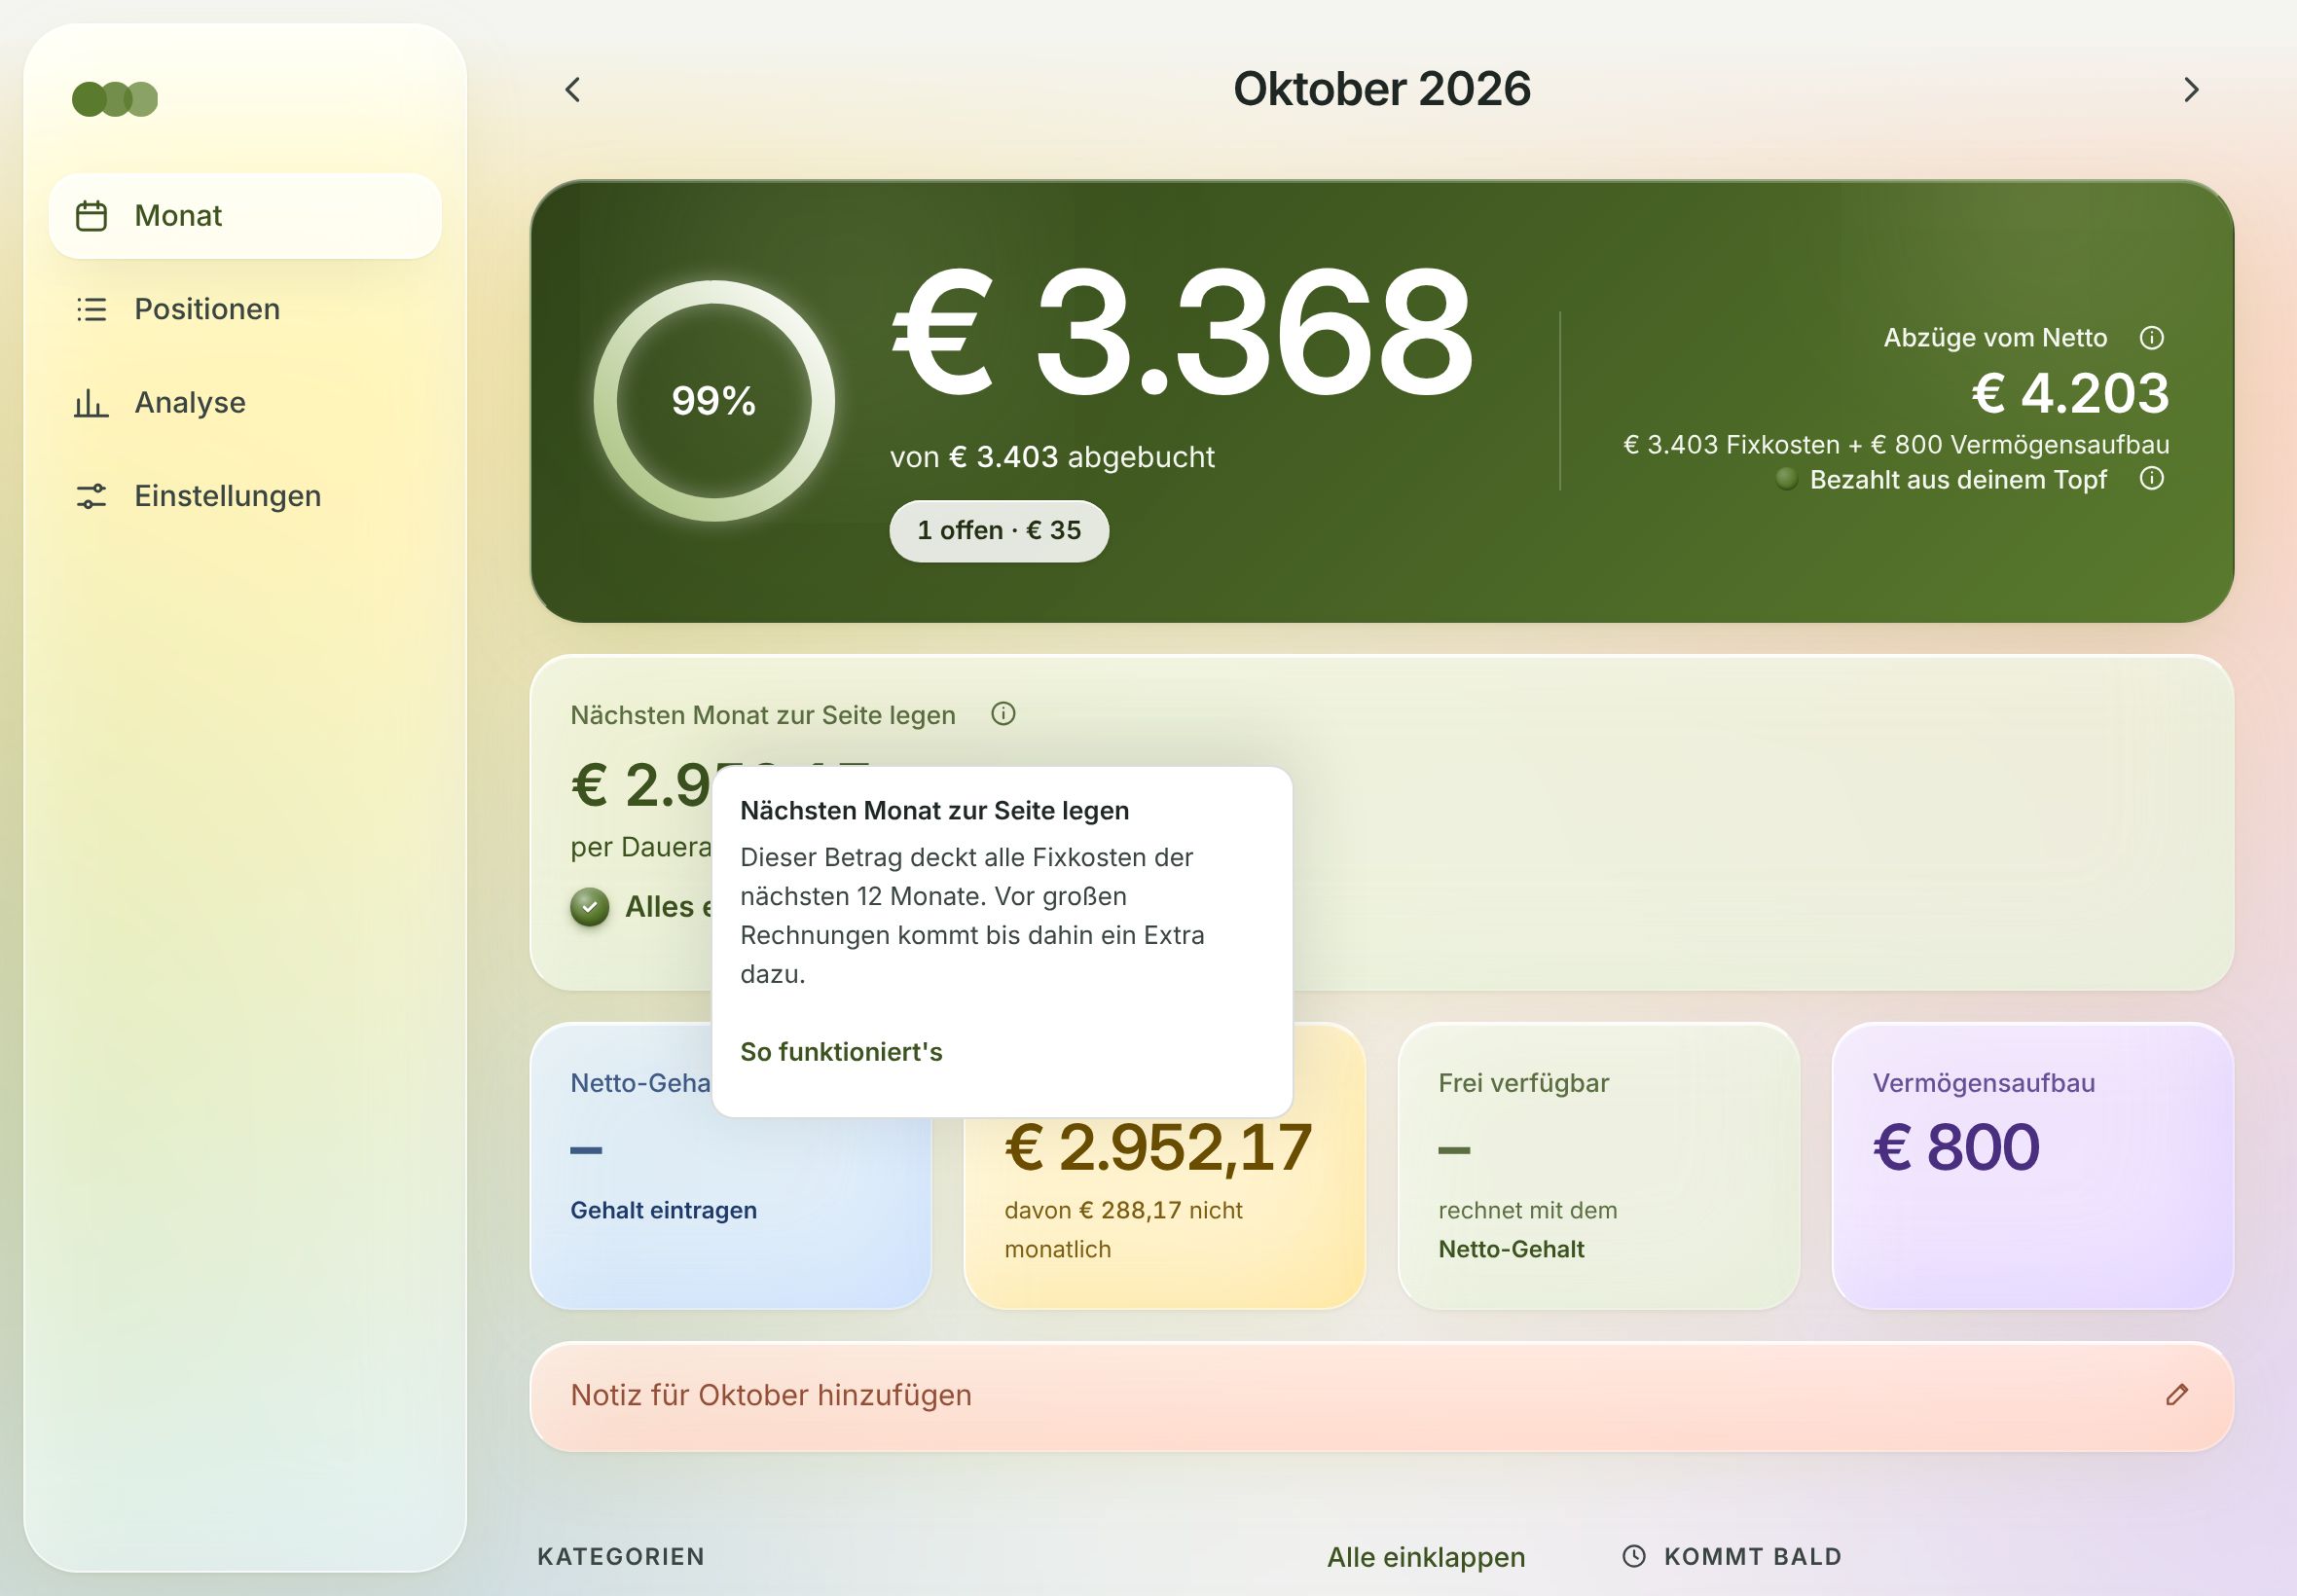 Oktober 2026
Monat
Positionen
Analyse
Einstellungen
99%
€ 3.368
von € 3.403 abgebucht
1 offen · € 35
Abzüge vom Netto
€ 4.203
€ 3.403 Fixkosten + € 800 Vermögensaufbau
Bezahlt aus deinem Topf
Nächsten Monat zur Seite legen
€ 2.9
per
Alles
Nächsten Monat zur Seite legen
Dieser Betrag deckt alle Fixkosten der
nächsten 12 Monate. Vor großen
Rechnungen kommt bis dahin ein Extra
dazu.
So funktioniert's
–
Gehalt eintragen
€ 2.952,17
davon € 288,17 nicht
monatlich
Frei verfügbar
–
rechnet mit dem
Netto-Gehalt
Vermögensaufbau
€ 800
Notiz für Oktober hinzufügen
KATEGORIEN
Alle einklappen
KOMMT BALD